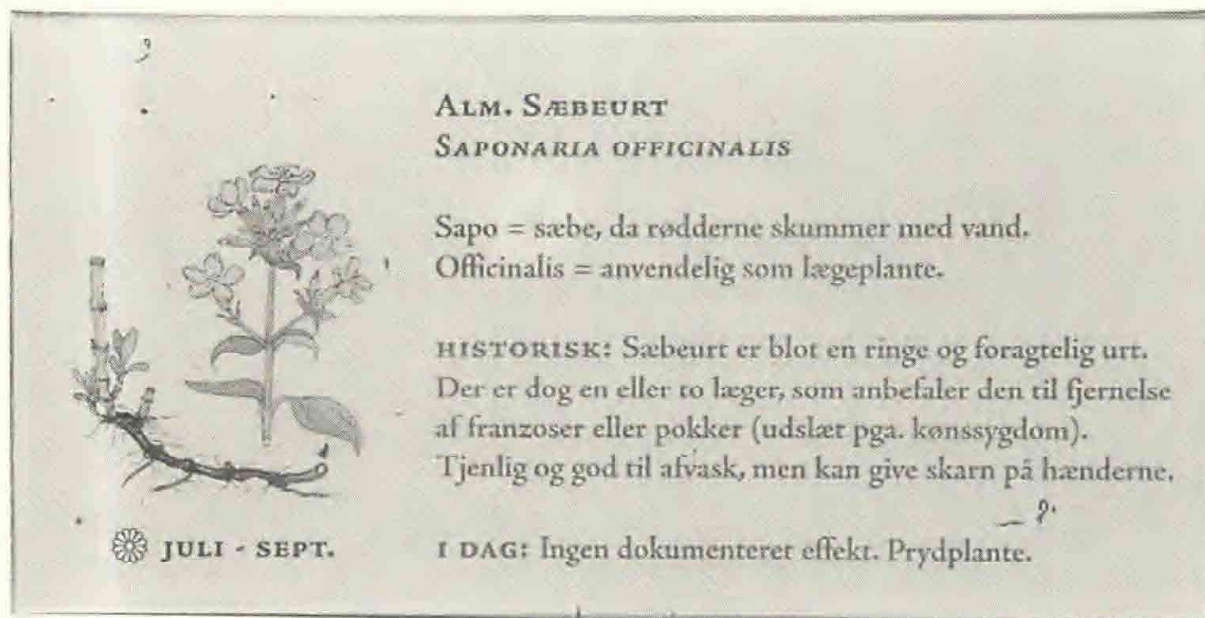 ALM. SÆBEURT
SAPONARIA OFFICINALIS
Sapo = sæbe, da rødderne skummer med vand.
Officinalis = anvendelig som lægeplante.
HISTORISK: Sæbeurt er blot en ringe og foragtelig urt.
Der er dog en eller to læger, som anbefaler den til fjernelse
af franzoser eller pokker (udslæt pga. kønssygdom).
Tjenlig og god til afvask, men kan give skarn på hænderne.
JULI - SEPT.
I DAG: Ingen dokumenteret effekt. Prydplante.